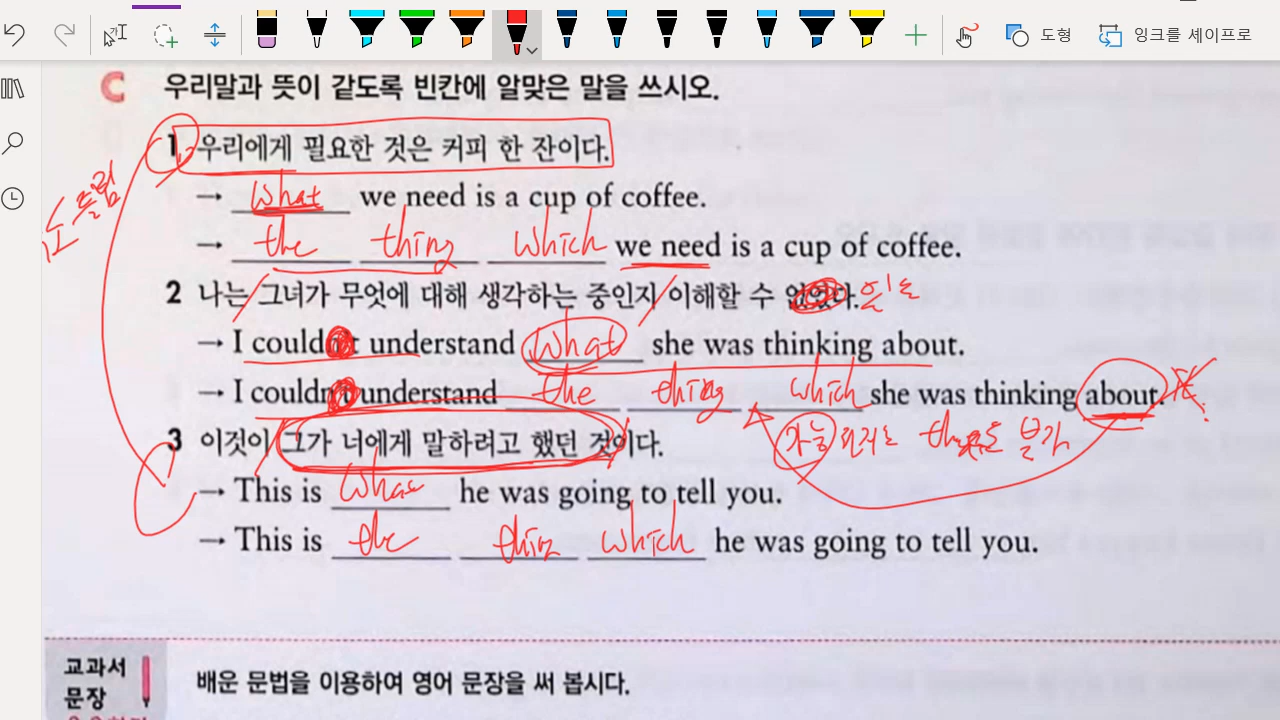 도형 잉크를 셰이프로
C 우리말과 뜻이 같도록 빈칸에 알맞은 말을 쓰시오.
1 우리에게 필요한 것은 커피 한 잔이다.
→ what we need is a cup of coffee.
→ the thing which we need is a cup of coffee.
2 나는 그녀가 무엇에 대해 생각하는 중인지 이해할 수 다.
→ I could understand what she was thinking about.
→ I could understand the thing which she was thinking about.
3 이것이 그가 너에게 말하려고 했던 것이다.
불가
→ This is what he was going to tell you.
→ This is the thing which he was going to tell you.
교과서
문장
배운 문법을 이용하여 영어 문장을 써 봅시다.